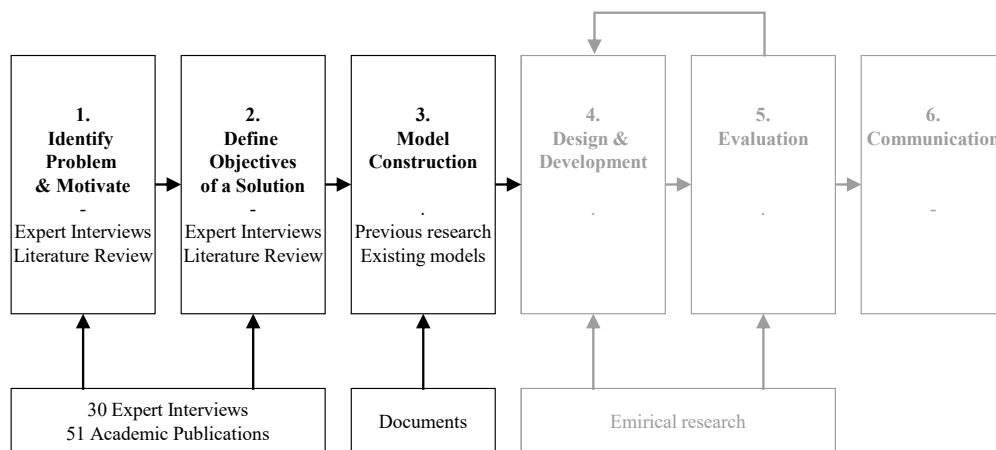 1.
Identify
Problem
& Motivate
-
Expert Interviews
Literature Review
2.
Define
Objectives
of a Solution
-
Expert Interviews
Literature Review
3.
Model
Construction
.
Previous research
Existing models
4.
Design &
Development
.
5.
Evaluation
.
6.
Communication
-
30 Expert Interviews
51 Academic Publications
Documents
Emirical research